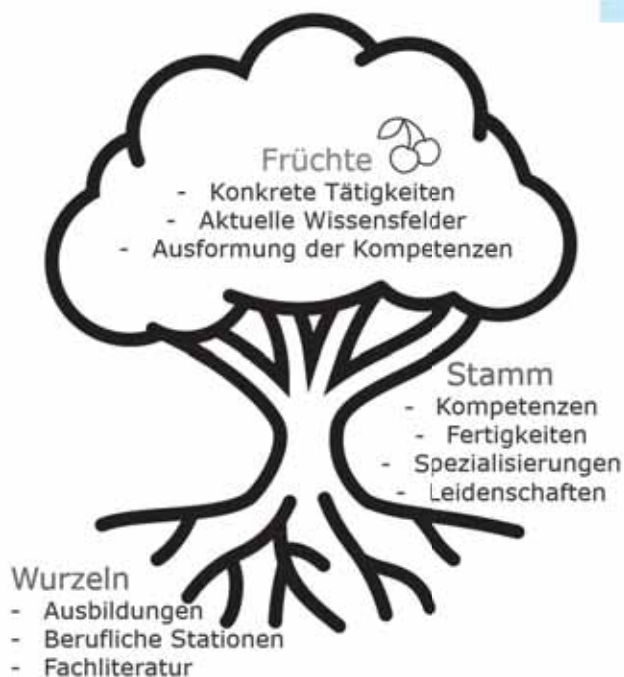 Früchte
- Konkrete Tätigkeiten
- Aktuelle Wissensfelder
- Ausformung der Kompetenzen
Stamm
- Kompetenzen
- Fertigkeiten
- Spezialisierungen
- Leidenschaften
Wurzeln
- Ausbildungen
- Berufliche Stationen
- Fachliteratur